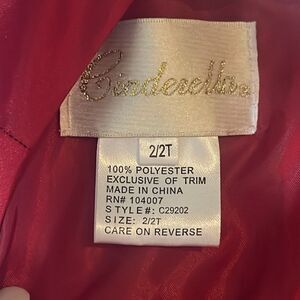 Cinderella
2/2T
100% POLYESTER
EXCLUSIVE OF TRIM
MADE IN CHINA
RN# 104007
STYLE#: C29202
SIZE: 2/2T
CARE ON REVERSE